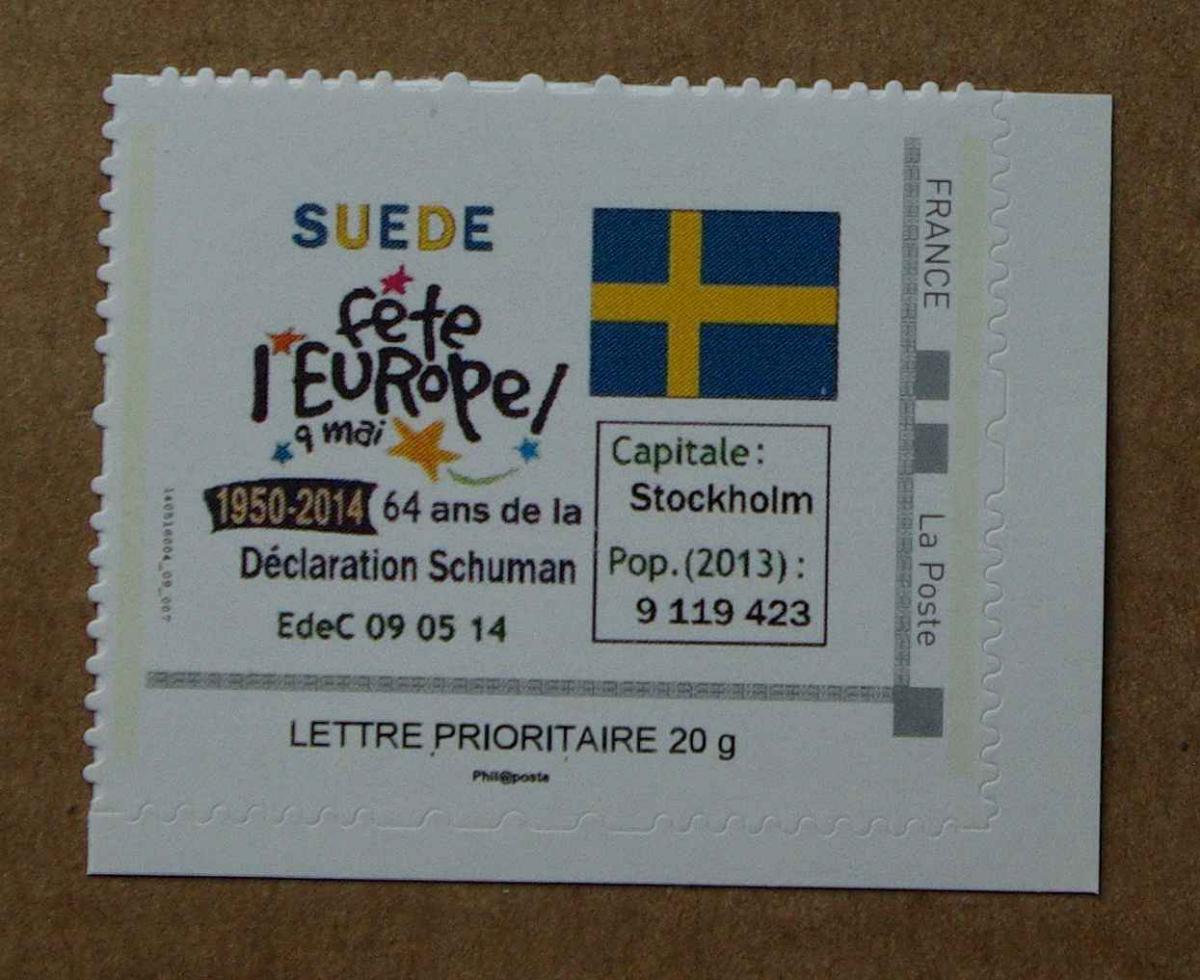 SUEDE
fête
l'EUROpe!
9 mai
1950-2014 64 ans de la
Déclaration Schuman
EdeC 09 05 14
Capitale :
Stockholm
Pop. (2013) :
9 119 423
FRANCE
La Poste
LETTRE PRIORITAIRE 20 g
Phil@poste